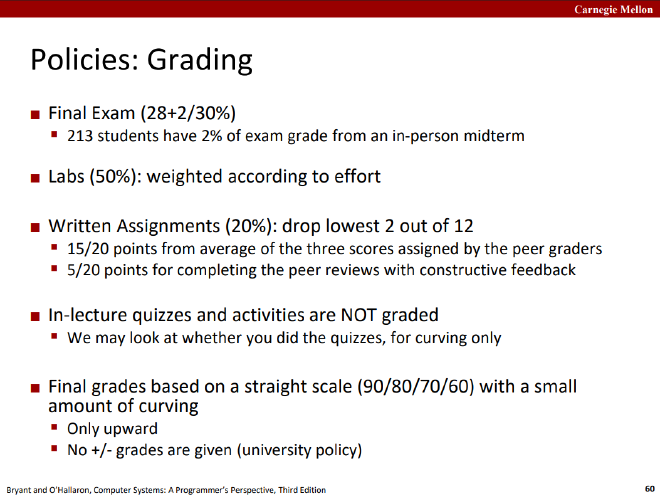 Carnegie Mellon
Policies: Grading
Final Exam (28+2/30%)
213 students have 2% of exam grade from an in-person midterm
Labs (50%): weighted according to effort
Written Assignments (20%): drop lowest 2 out of 12
15/20 points from average of the three scores assigned by the peer graders
5/20 points for completing the peer reviews with constructive feedback
In-lecture quizzes and activities are NOT graded
We may look at whether you did the quizzes, for curving only
Final grades based on a straight scale (90/80/70/60) with a small
amount of curving
Only upward
No +/- grades are given (university policy)
Bryant and O'Hallaron, Computer Systems: A Programmer's Perspective, Third Edition
60